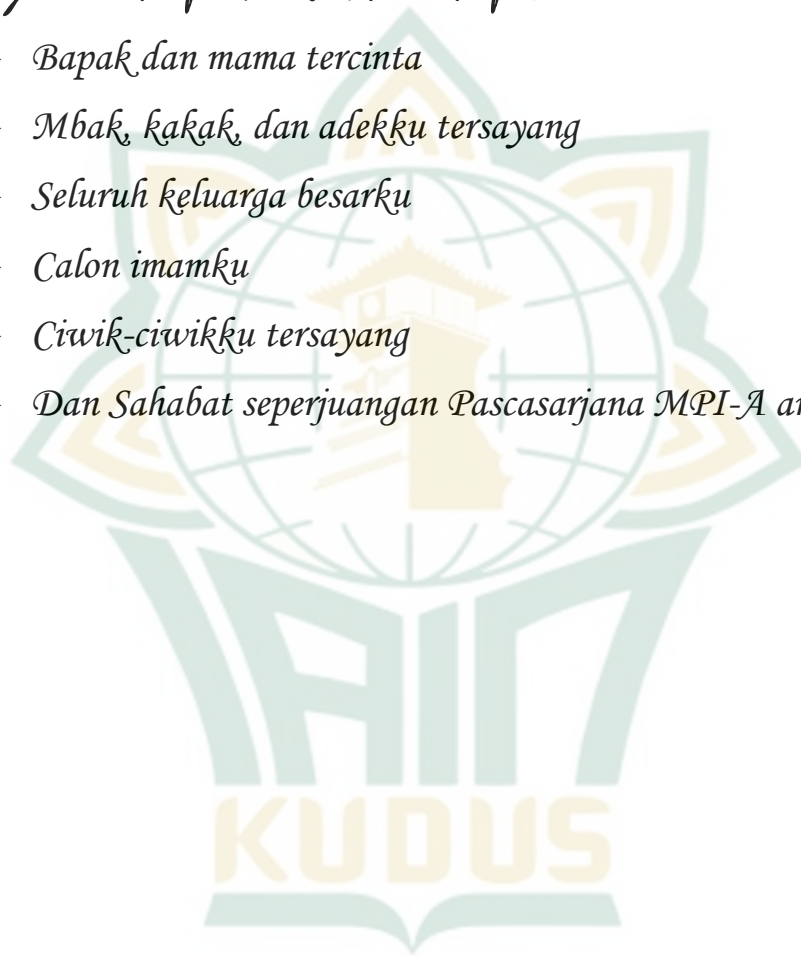 Bapak dan mama tercinta
Mbak, kakak, dan adekku tersayang
Seluruh keluarga besarku
Calon imamku
Ciwik-ciwikku tersayang
Dan Sahabat seperjuangan Pascasarjana MPI-A
IAIN
KUDUS